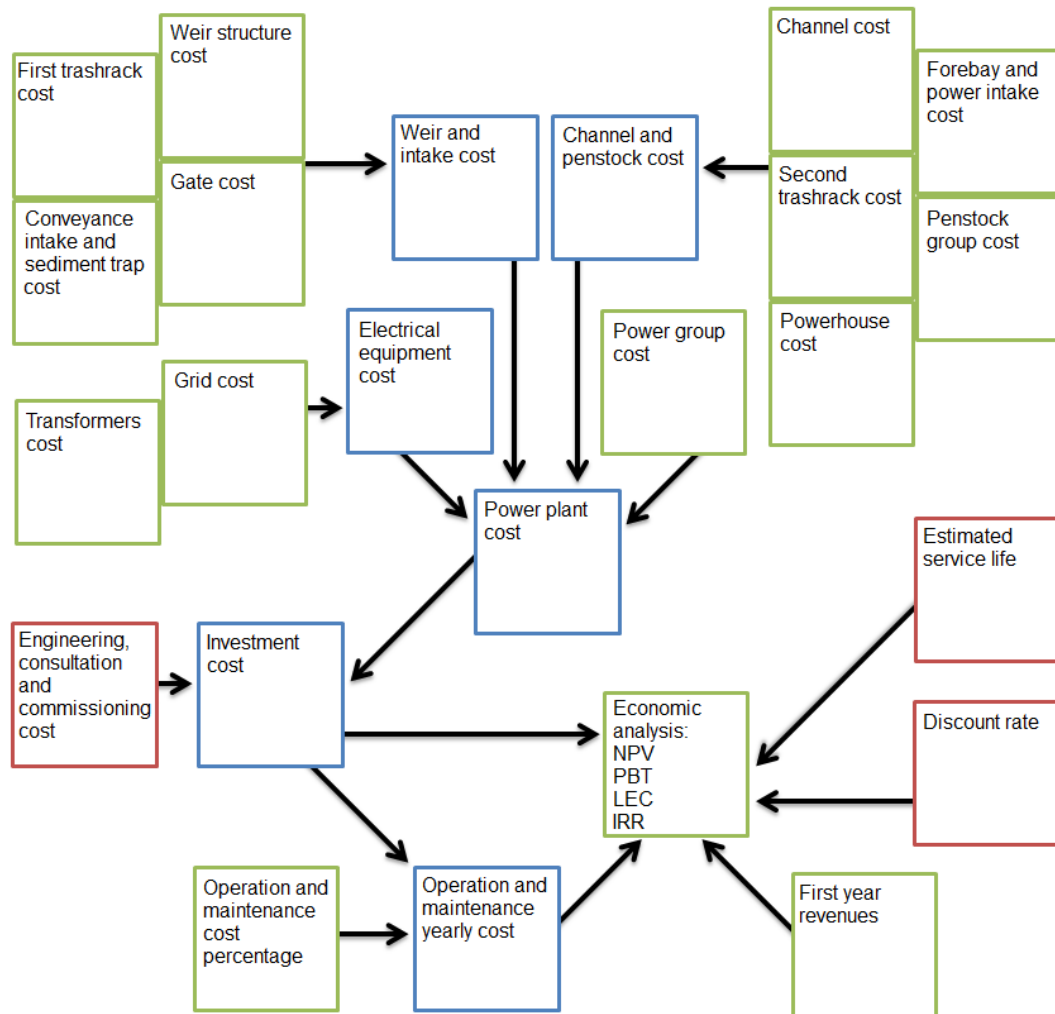 Weir structure
cost
First trashrack
cost
Gate cost
Conveyance
intake and
sediment trap
cost
Weir and
intake cost
Channel and
penstock cost
Channel cost
Forebay and
power intake
cost
Second
trashrack cost
Penstock
group cost
Powerhouse
cost
Electrical
equipment
cost
Power group
cost
Grid cost
Transformers
cost
Power plant
cost
Estimated
service life
Engineering,
consultation
and
commissioning
cost
Investment
cost
Economic
analysis:
NPV
PBT
LEC
IRR
Discount rate
Operation and
maintenance
cost
percentage
Operation and
maintenance
yearly cost
First year
revenues